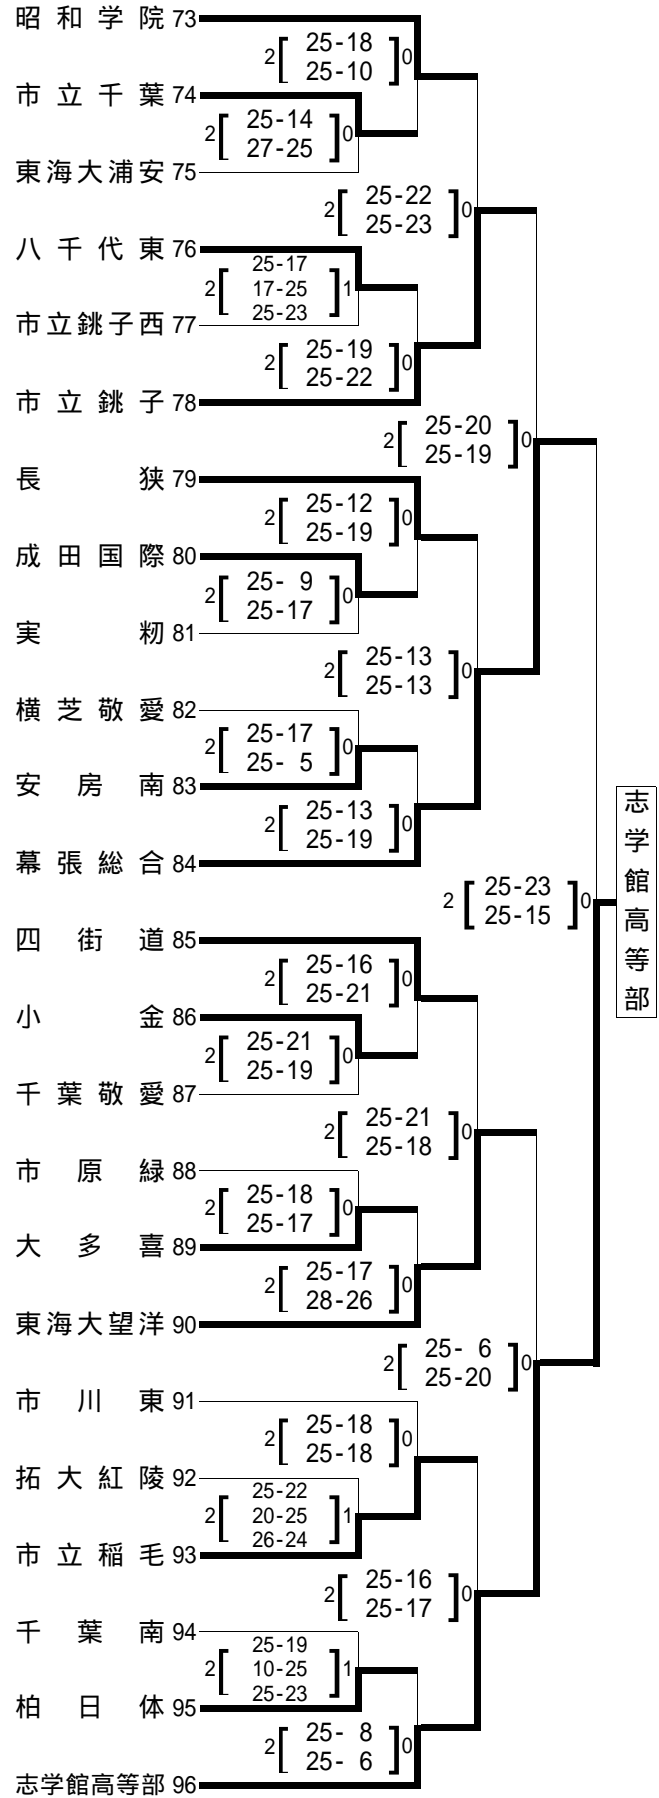 昭和学院 73
2 [ 25-18 ] 0
25-10
市立千葉 74
2 [ 25-14 ] 0
27-25
東海大浦安 75
2 [ 25-22 ] 0
25-23
八千代東 76
25-17
2 [ 17-25 ] 1
25-23
市立銚子西 77
2 [ 25-19 ] 0
25-22
市立銚子 78
2 [ 25-20 ] 0
25-19
長狭 79
2 [ 25-12 ] 0
25-19
成田国際 80
2 [ 25- 9 ] 0
25-17
実籾 81
2 [ 25-13 ] 0
25-13
横芝敬愛 82
2 [ 25-17 ] 0
25- 5
安房南 83
2 [ 25-13 ] 0
25-19
幕張総合 84
志学館高等部
2 [ 25-23 ] 0
25-15
四街道 85
2 [ 25-16 ] 0
25-21
小金 86
2 [ 25-21 ] 0
25-19
千葉敬愛 87
2 [ 25-21 ] 0
25-18
市原緑 88
2 [ 25-18 ] 0
25-17
大多喜 89
2 [ 25-17 ] 0
28-26
東海大望洋 90
2 [ 25- 6 ] 0
25-20
市川東 91
2 [ 25-18 ] 0
25-18
拓大紅陵 92
25-22
2 [ 20-25 ] 1
26-24
市立稲毛 93
2 [ 25-16 ] 0
25-17
千葉南 94
25-19
2 [ 10-25 ] 1
25-23
柏日体 95
2 [ 25- 8 ] 0
25- 6
志学館高等部 96